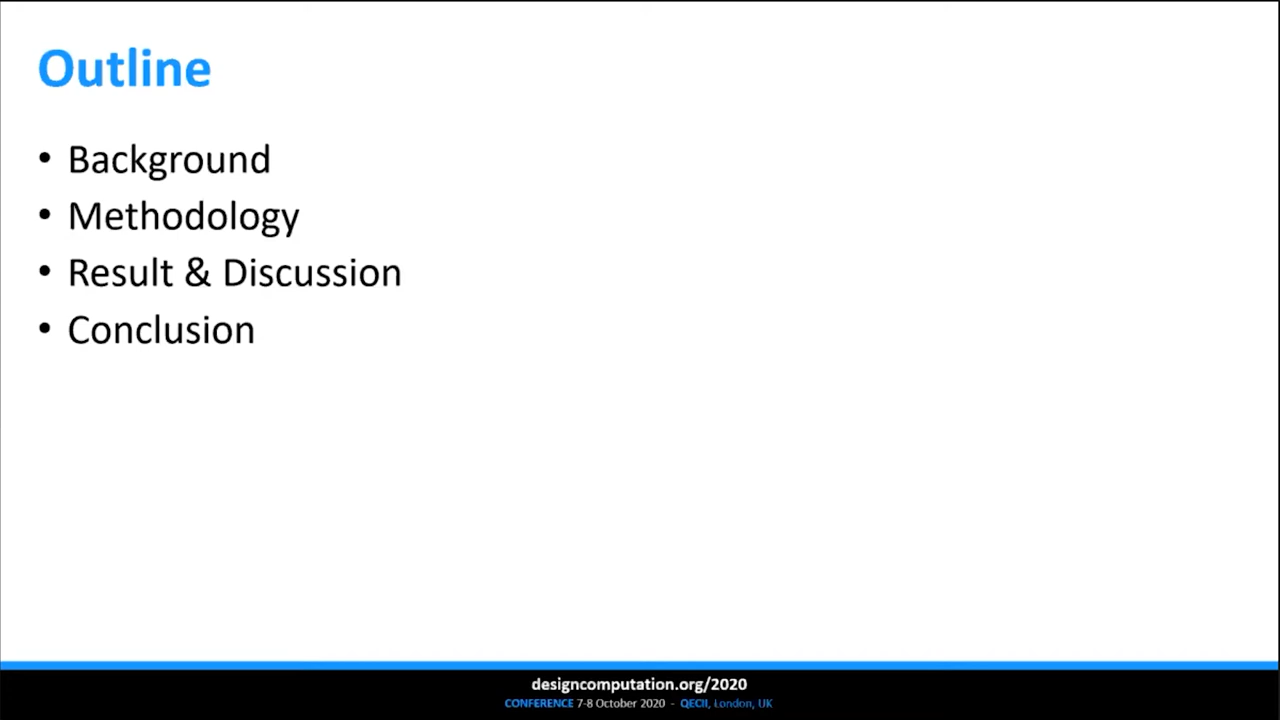 Outline
• Background
• Methodology
• Result & Discussion
• Conclusion
designcomputation.org/2020
CONFERENCE 7-8 October 2020 - QECII, London, UK